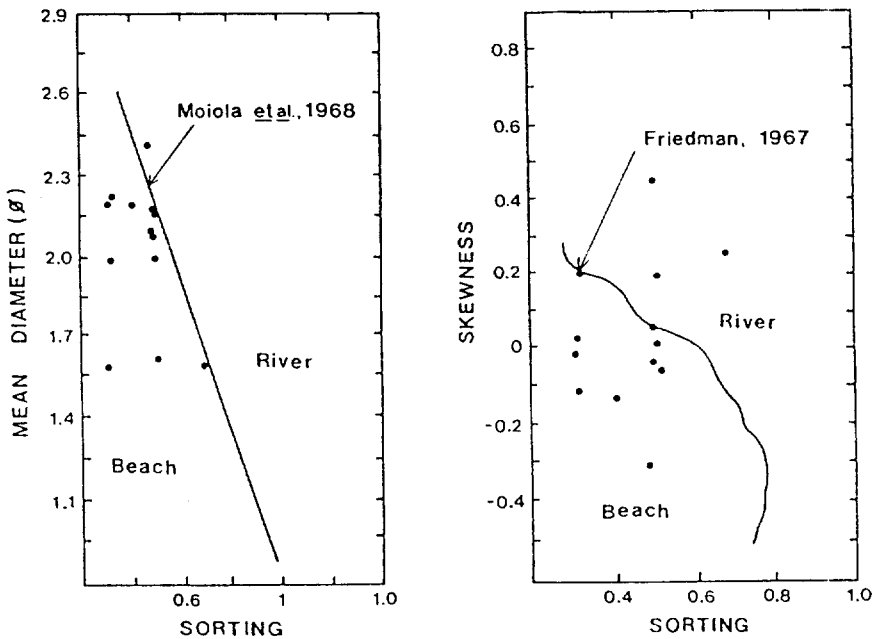 2.9
2.6
2.3
2.0
1.7
1.4
1.1
MEAN DIAMETER (Ø)
Moiola et al., 1968
River
Beach
0.6
1
1.0
SORTING
0.8
0.6
0.4
0.2
0
-0.2
-0.4
SKEWNESS
Friedman, 1967
River
Beach
0.4
0.6
0.8
1.0
SORTING